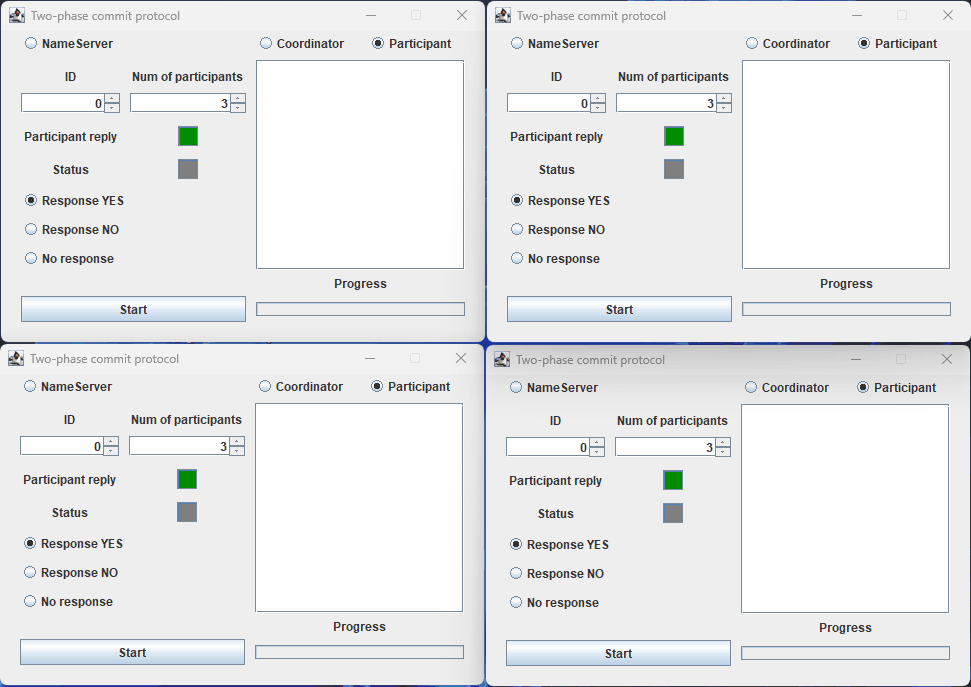 Two-phase commit protocol
NameServer Coordinator Participant
ID Num of participants
0 3
Participant reply
Status
Response YES
Response NO
No response
Progress
Start
Two-phase commit protocol
NameServer Coordinator Participant
ID Num of participants
0 3
Participant reply
Status
Response YES
Response NO
No response
Progress
Start
Two-phase commit protocol
NameServer Coordinator Participant
ID Num of participants
0 3
Participant reply
Status
Response YES
Response NO
No response
Progress
Start
Two-phase commit protocol
NameServer Coordinator Participant
ID Num of participants
0 3
Participant reply
Status
Response YES
Response NO
No response
Progress
Start